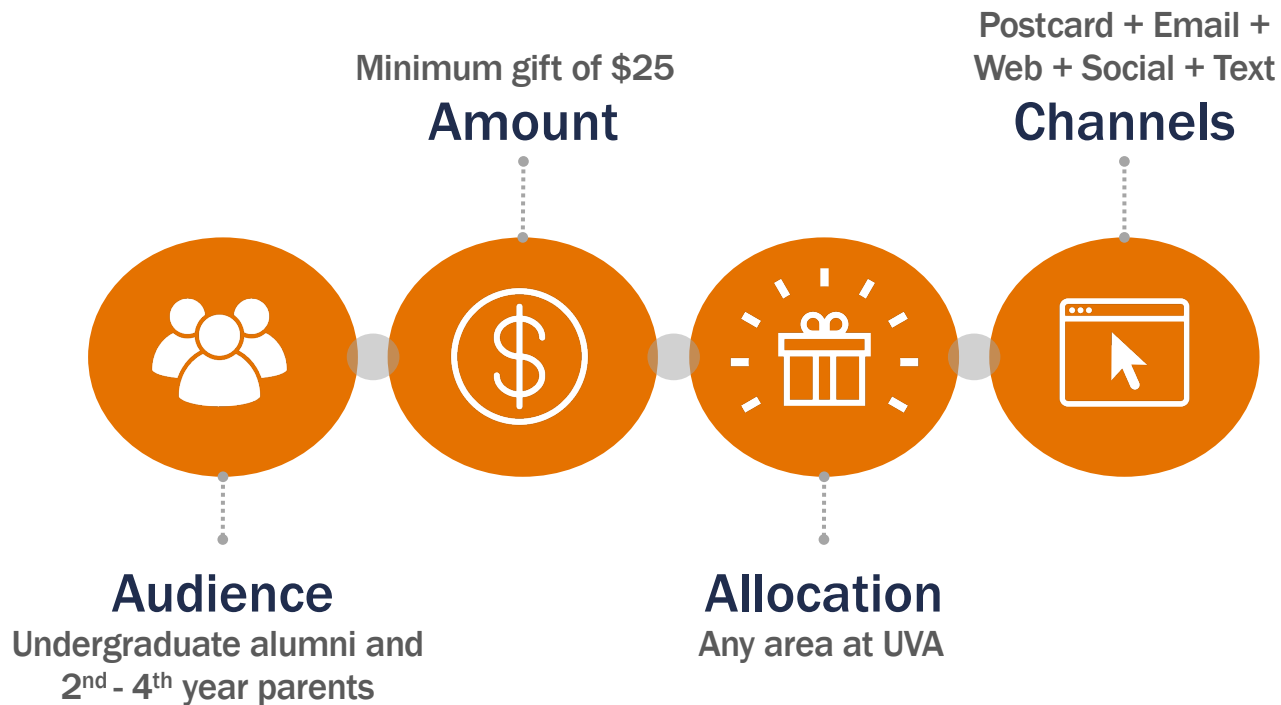 Minimum gift of $25
Amount
Postcard + Email +
Web + Social + Text
Channels
Audience
Undergraduate alumni and
2nd - 4th year parents
Allocation
Any area at UVA